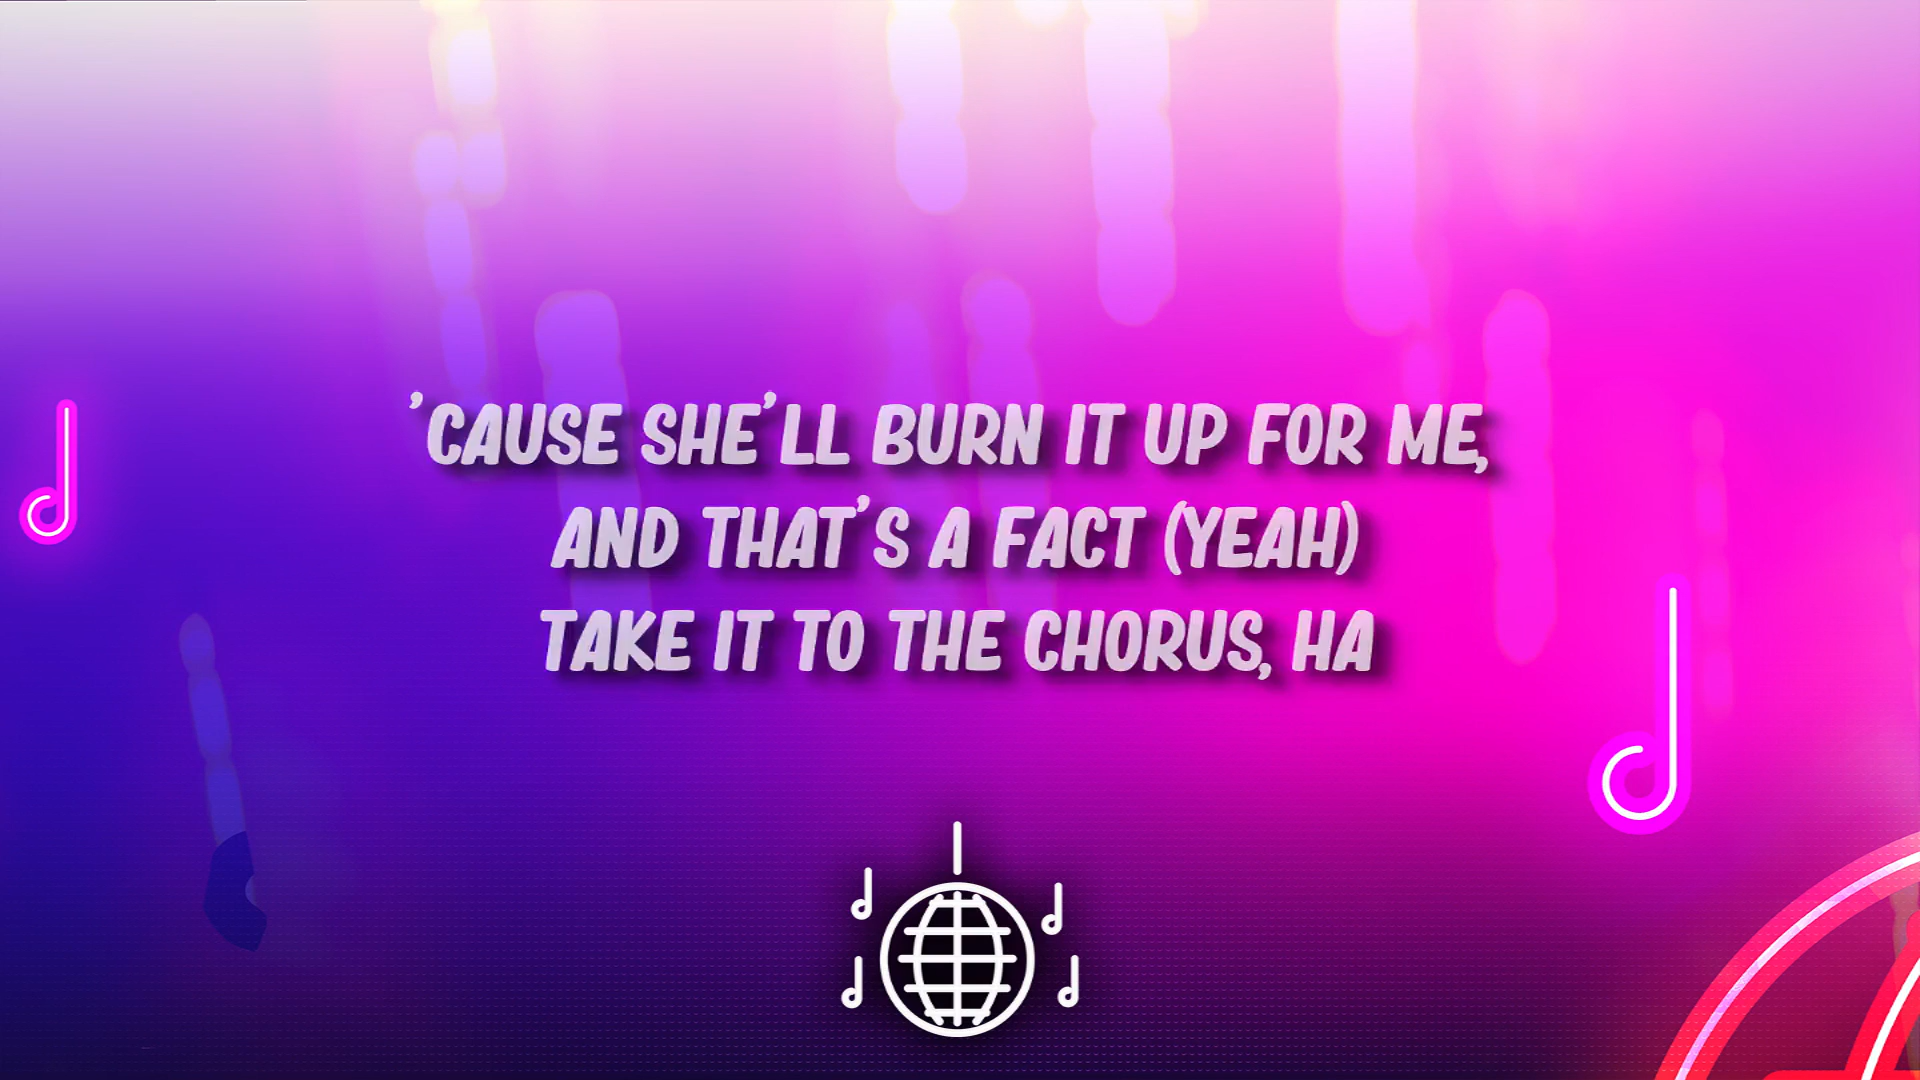 'CAUSE SHE'LL BURN IT UP FOR ME,
AND THAT'S A FACT (YEAH)
TAKE IT TO THE CHORUS, HA